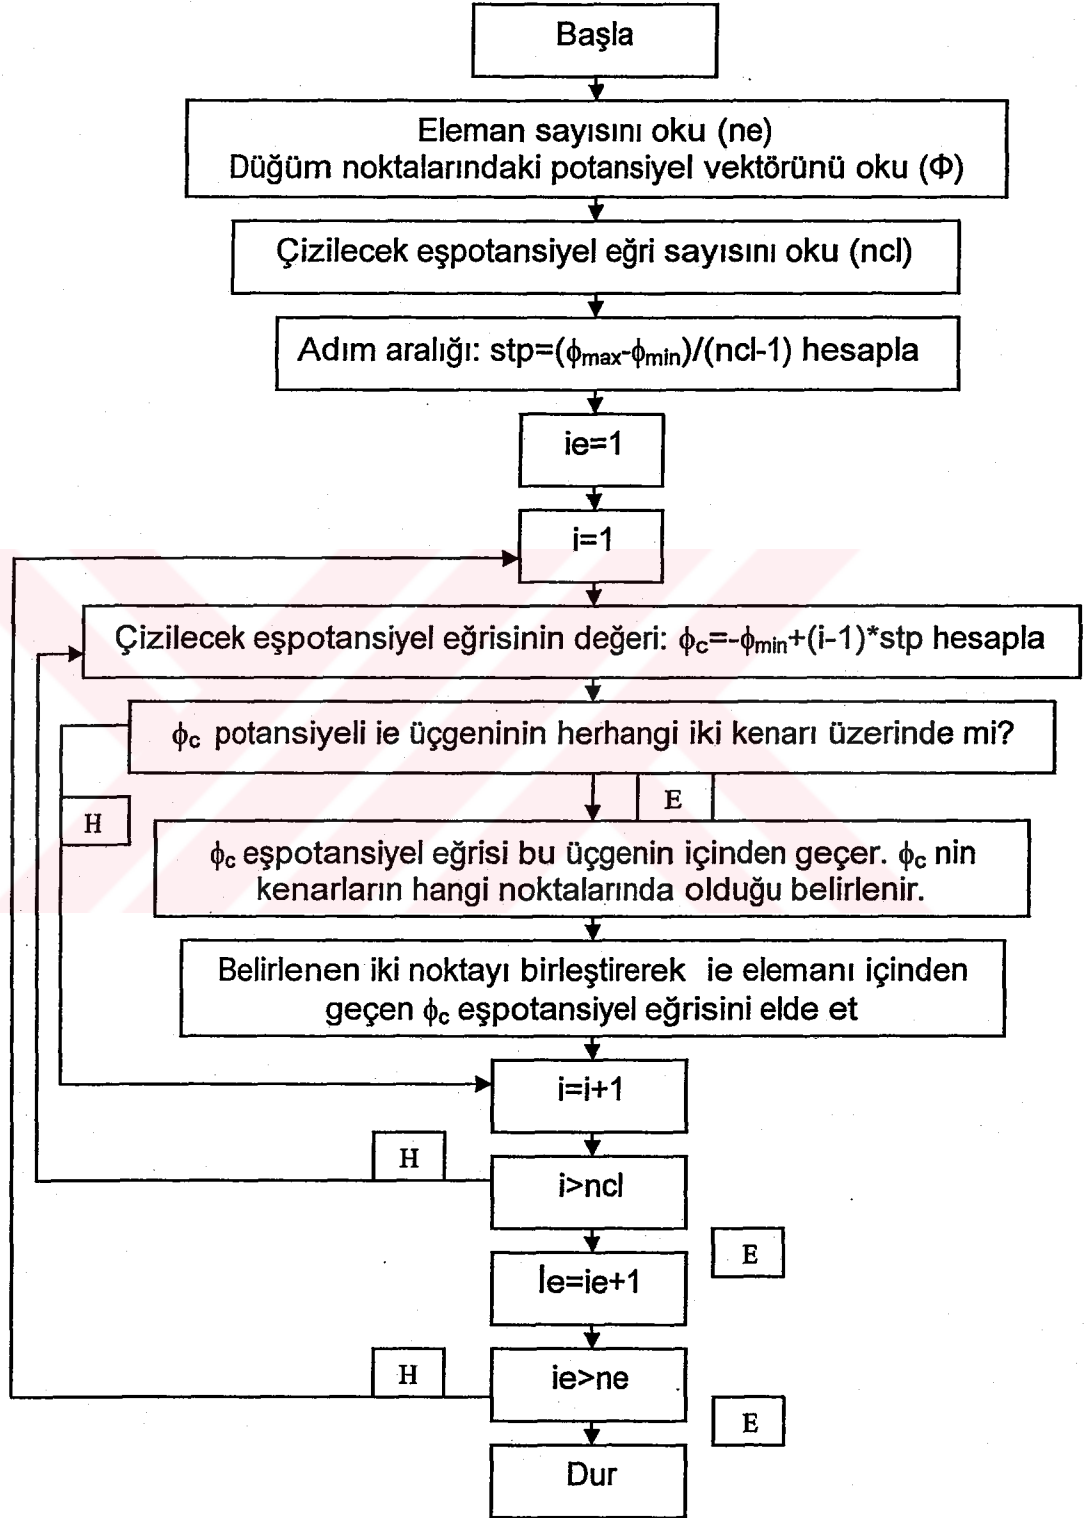 Başla
Eleman sayısını oku (ne)
Düğüm noktalarındaki potansiyel vektörünü oku (Φ)
Çizilecek eşpotansiyel eğri sayısını oku (ncl)
Adım aralığı: stp=(ϕmax-ϕmin)/(ncl-1) hesapla
ie=1
i=1
Çizilecek eşpotansiyel eğrisinin değeri: ϕc=-ϕmin+(i-1)*stp hesapla
ϕc potansiyeli ie üçgeninin herhangi iki kenarı üzerinde mi?
E
H
ϕc eşpotansiyel eğrisi bu üçgenin içinden geçer. ϕc nin
kenarların hangi noktalarında olduğu belirlenir.
Belirlenen iki noktayı birleştirerek ie elemanı içinden
geçen ϕc eşpotansiyel eğrisini elde et
i=i+1
H
i>ncl
E
İe=ie+1
H
ie>ne
E
Dur